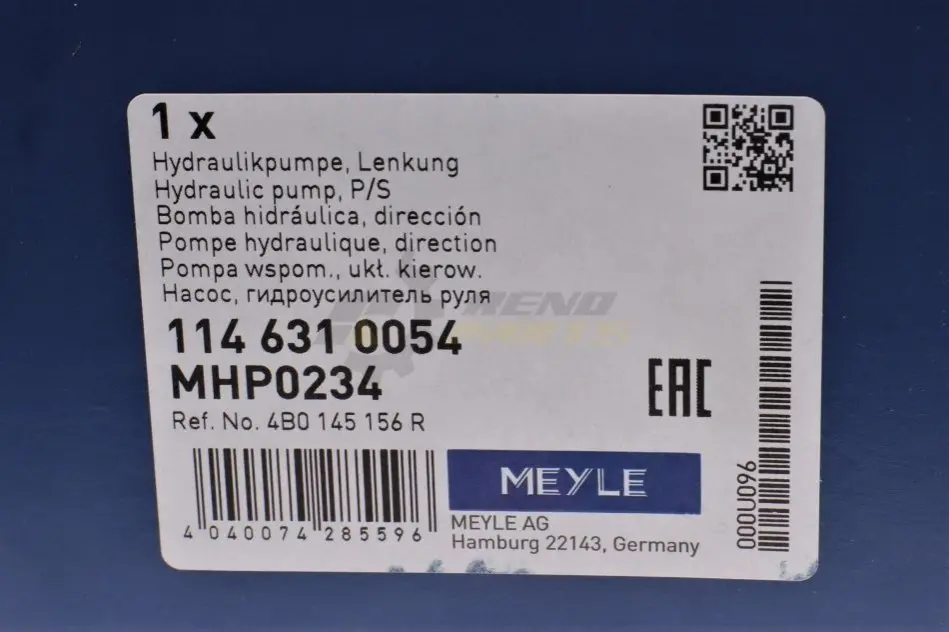 1 x
Hydraulikpumpe, Lenkung
Hydraulic pump, P/S
Bomba hidráulica, dirección
Pompe hydraulique, direction
Pompa wspom., ukł. kierow.
Насос, гидроусилитель руля
RENO
PARTS
114 631 0054
MHP0234
EAC
Ref. No. 4B0 145 156 R
4 040074 285596
MEYLE
MEYLE AG
Hamburg 22143, Germany
000U096